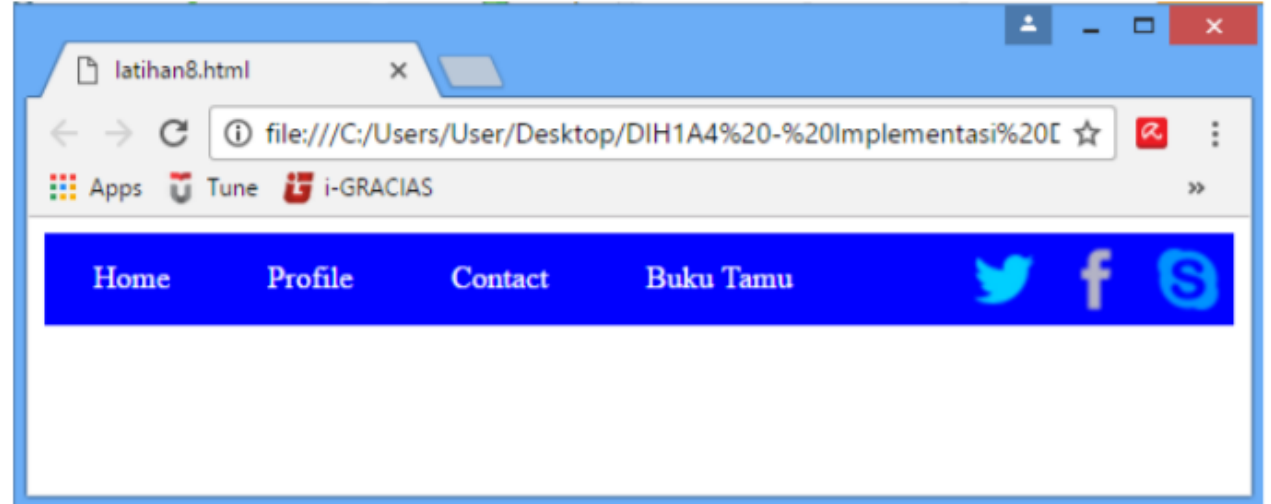 latihan8.html
file:///C:/Users/User/Desktop/DIH1A4%20-%20Implementasi%20D
Apps Tune i-GRACIAS
Home Profile Contact Buku Tamu